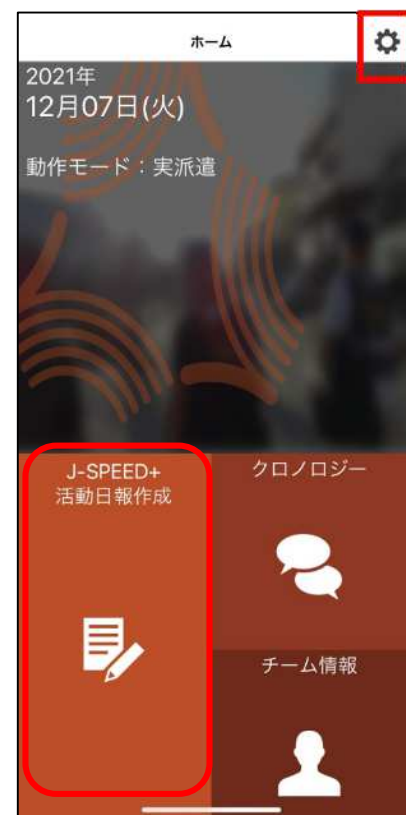 ホーム
2021年
12月07日(火)
動作モード：実派遣
J-SPEED+
活動日報作成
クロノロジー
チーム情報